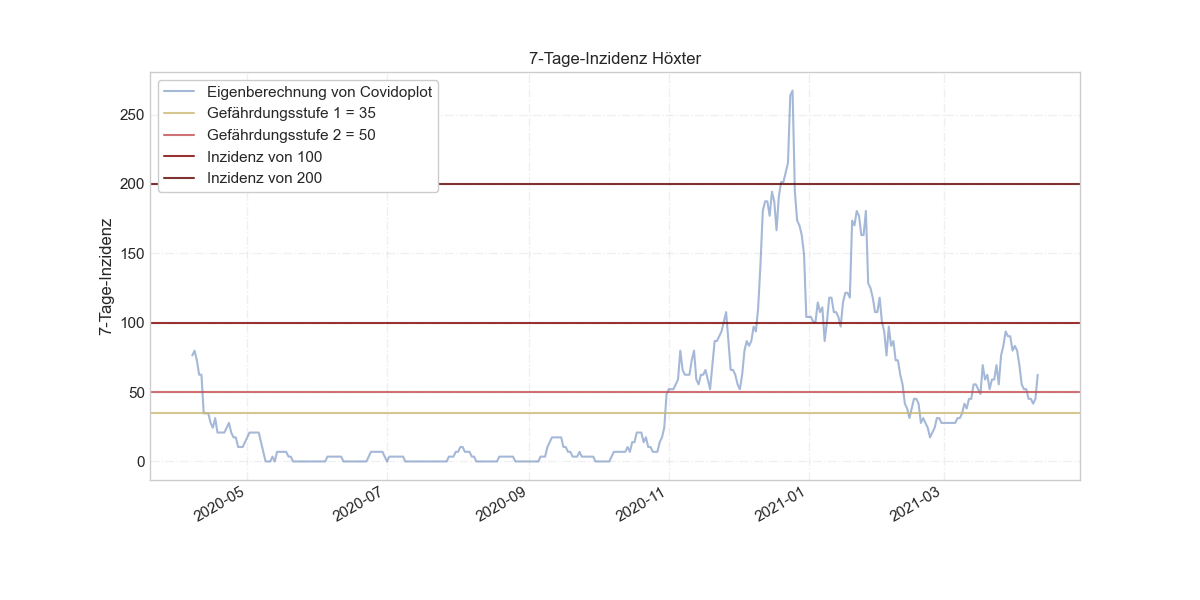 7-Tage-Inzidenz Höxter
Eigenberechnung von Covidoplot
Gefährdungsstufe 1 = 35
Gefährdungsstufe 2 = 50
Inzidenz von 100
Inzidenz von 200
7-Tage-Inzidenz
250
200
150
100
50
0
2020-05
2020-07
2020-09
2020-11
2021-01
2021-03